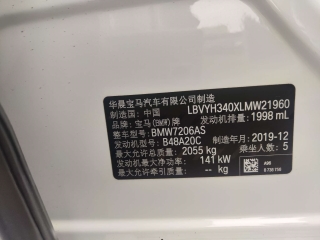 华晨宝马汽车有限公司制造
制造国：中国 LBVYH340XLMW21960
品牌：宝马(BMW)牌 发动机排量：1998 mL
整车型号：BMW7206AS
发动机型号：B48A20C 制造年月：2019-12
最大允许总质量：2055 kg 乘坐人数：5
发动机最大净功率：141 kW
最大允许牵引质量：-- kg
A96